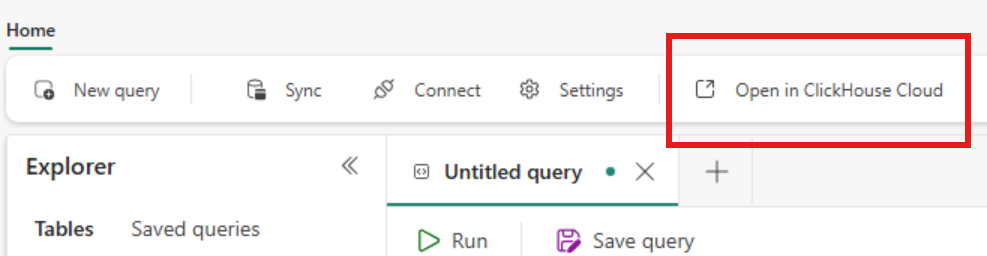 Home
New query Sync Connect Settings Open in ClickHouse Cloud
Explorer
Untitled query
Tables Saved queries
Run Save query